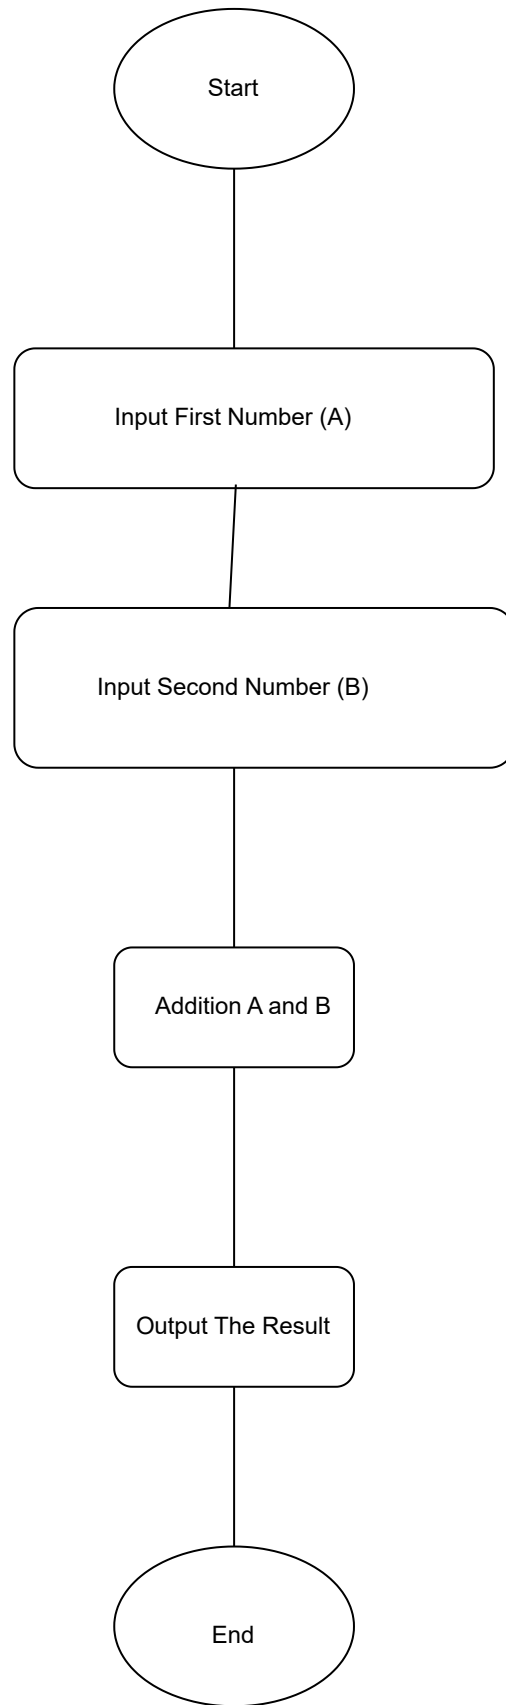 Start
Input First Number (A)
Input Second Number (B)
Addition A and B
Output The Result
End